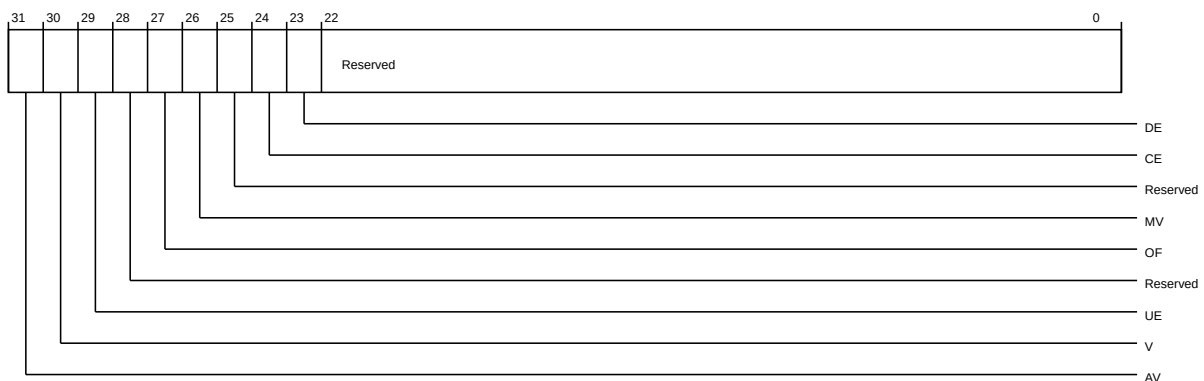 31 30 29 28 27 26 25 24 23 22 0
Reserved
DE
CE
Reserved
MV
OF
Reserved
UE
V
AV